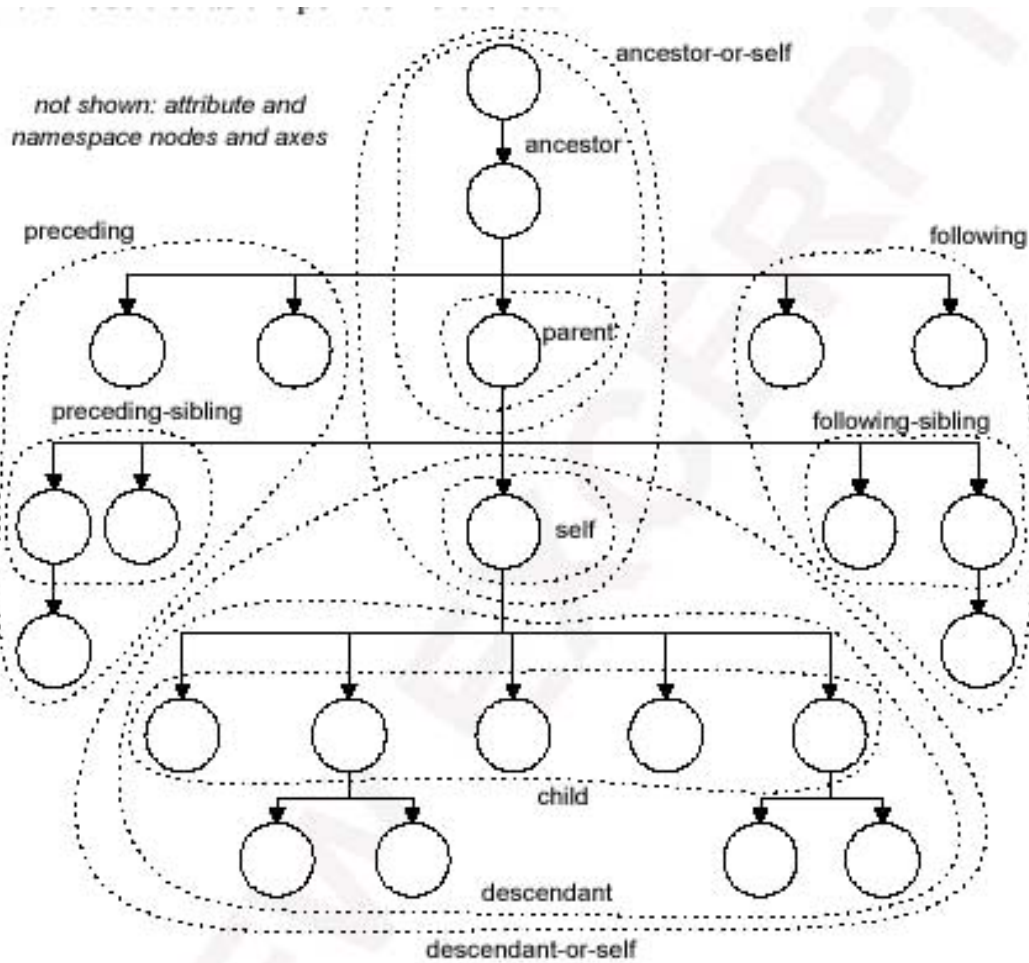 ancestor-or-self
not shown: attribute and
namespace nodes and axes
ancestor
preceding
following
parent
preceding-sibling
following-sibling
self
child
descendant
descendant-or-self